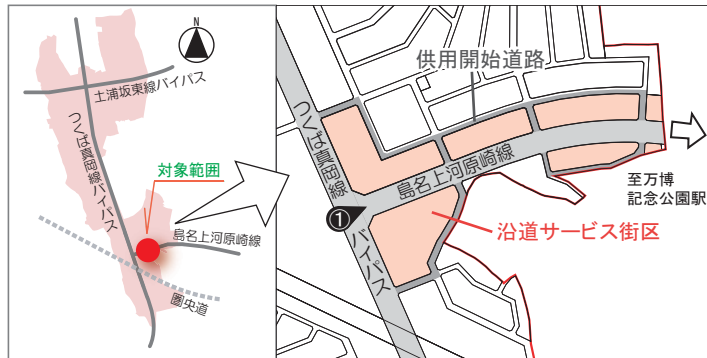 N
土浦坂東線バイパス
つくば真岡線バイパス
対象範囲
島名上河原崎線
圏央道
供用開始道路
つくば真岡線
バイパス
島名上河原崎線
①
沿道サービス街区
至万博
記念公園駅